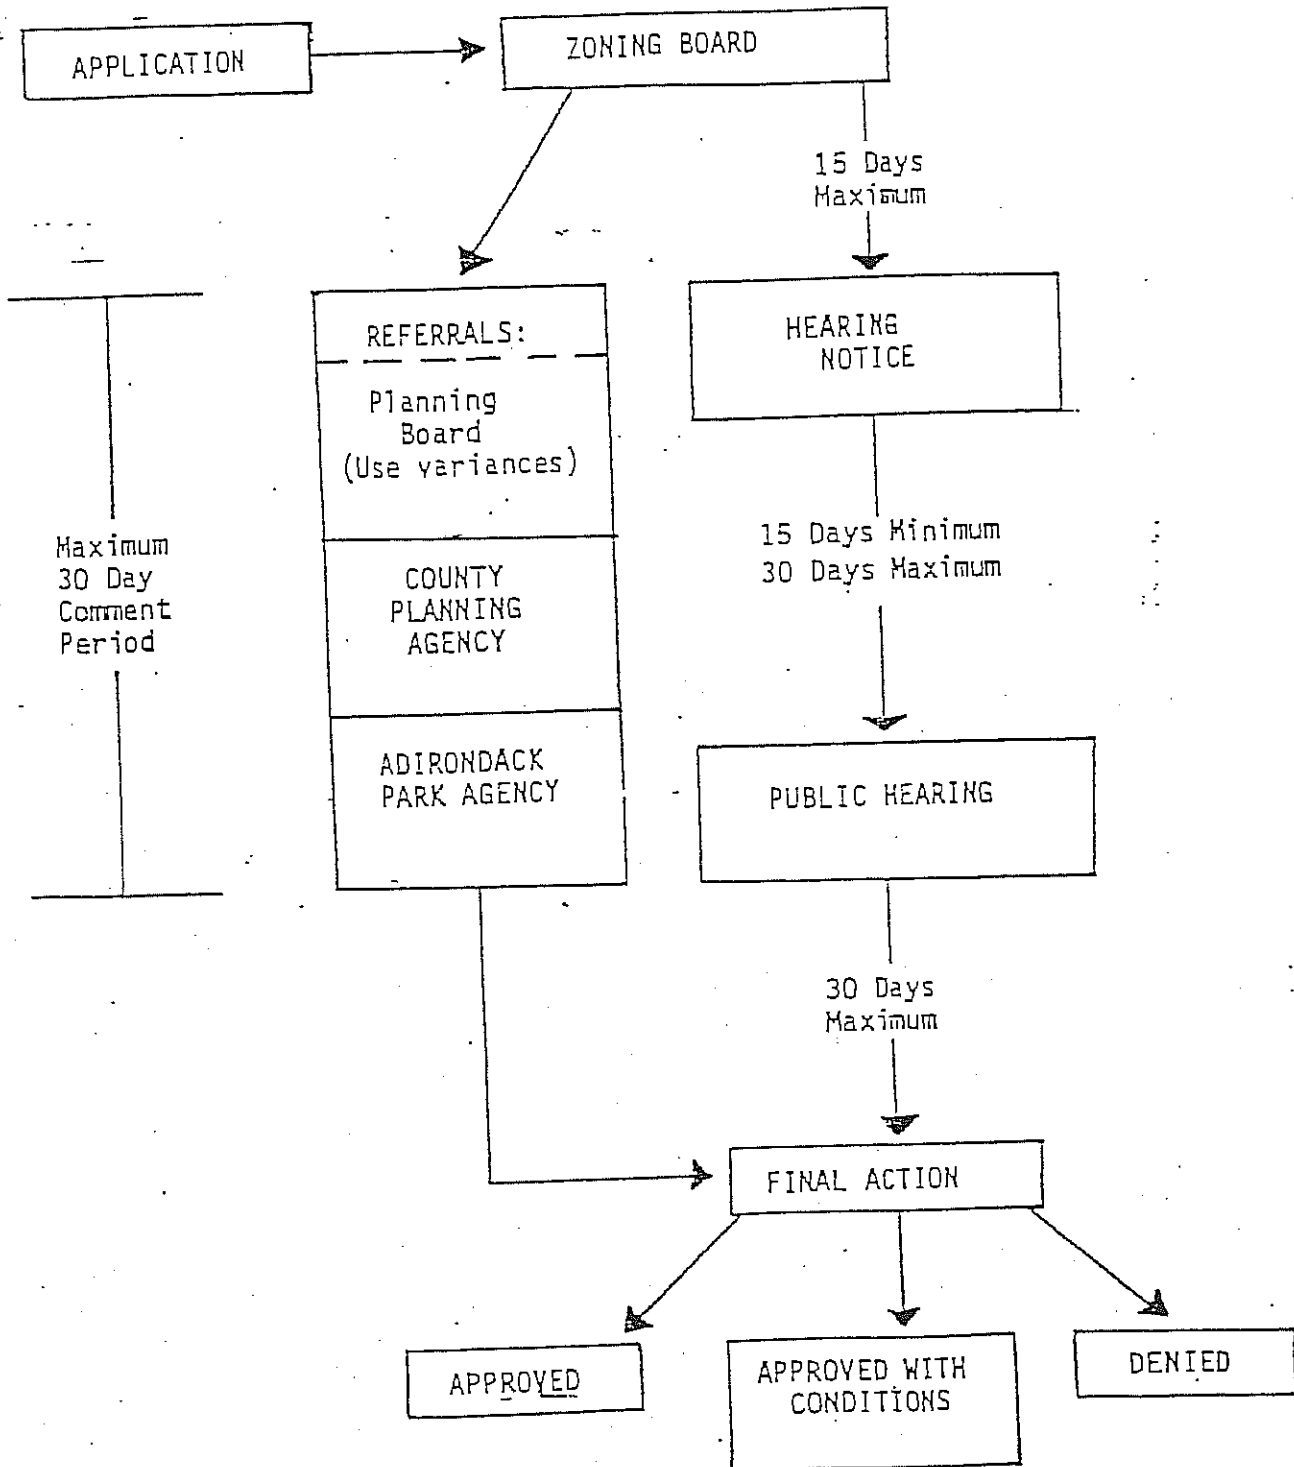 APPLICATION
ZONING BOARD
15 Days
Maximum
REFERRALS:
Planning
Board
(Use variances)
COUNTY
PLANNING
AGENCY
ADIRONDACK
PARK AGENCY
Maximum
30 Day
Comment
Period
HEARING
NOTICE
15 Days Minimum
30 Days Maximum
PUBLIC HEARING
30 Days
Maximum
FINAL ACTION
APPROVED
APPROVED WITH
CONDITIONS
DENIED